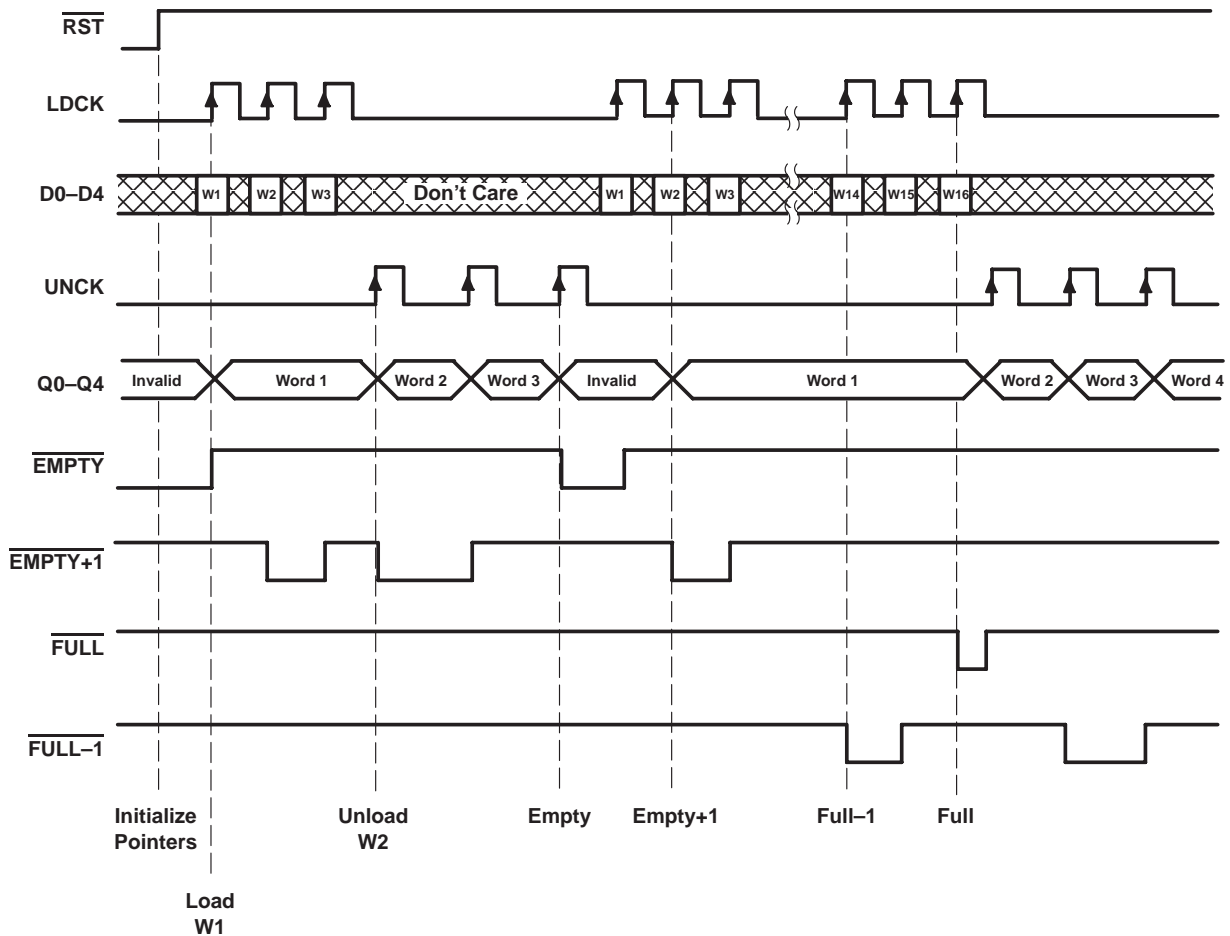 RST
LDCK
D0–D4 W1 W2 W3 Don't Care W1 W2 W3 W14 W15 W16
UNCK
Q0–Q4 Invalid Word 1 Word 2 Word 3 Invalid Word 1 Word 2 Word 3 Word 4
EMPTY
EMPTY+1
FULL
FULL–1
Initialize Unload Empty Empty+1 Full–1 Full
Pointers W2
Load
W1